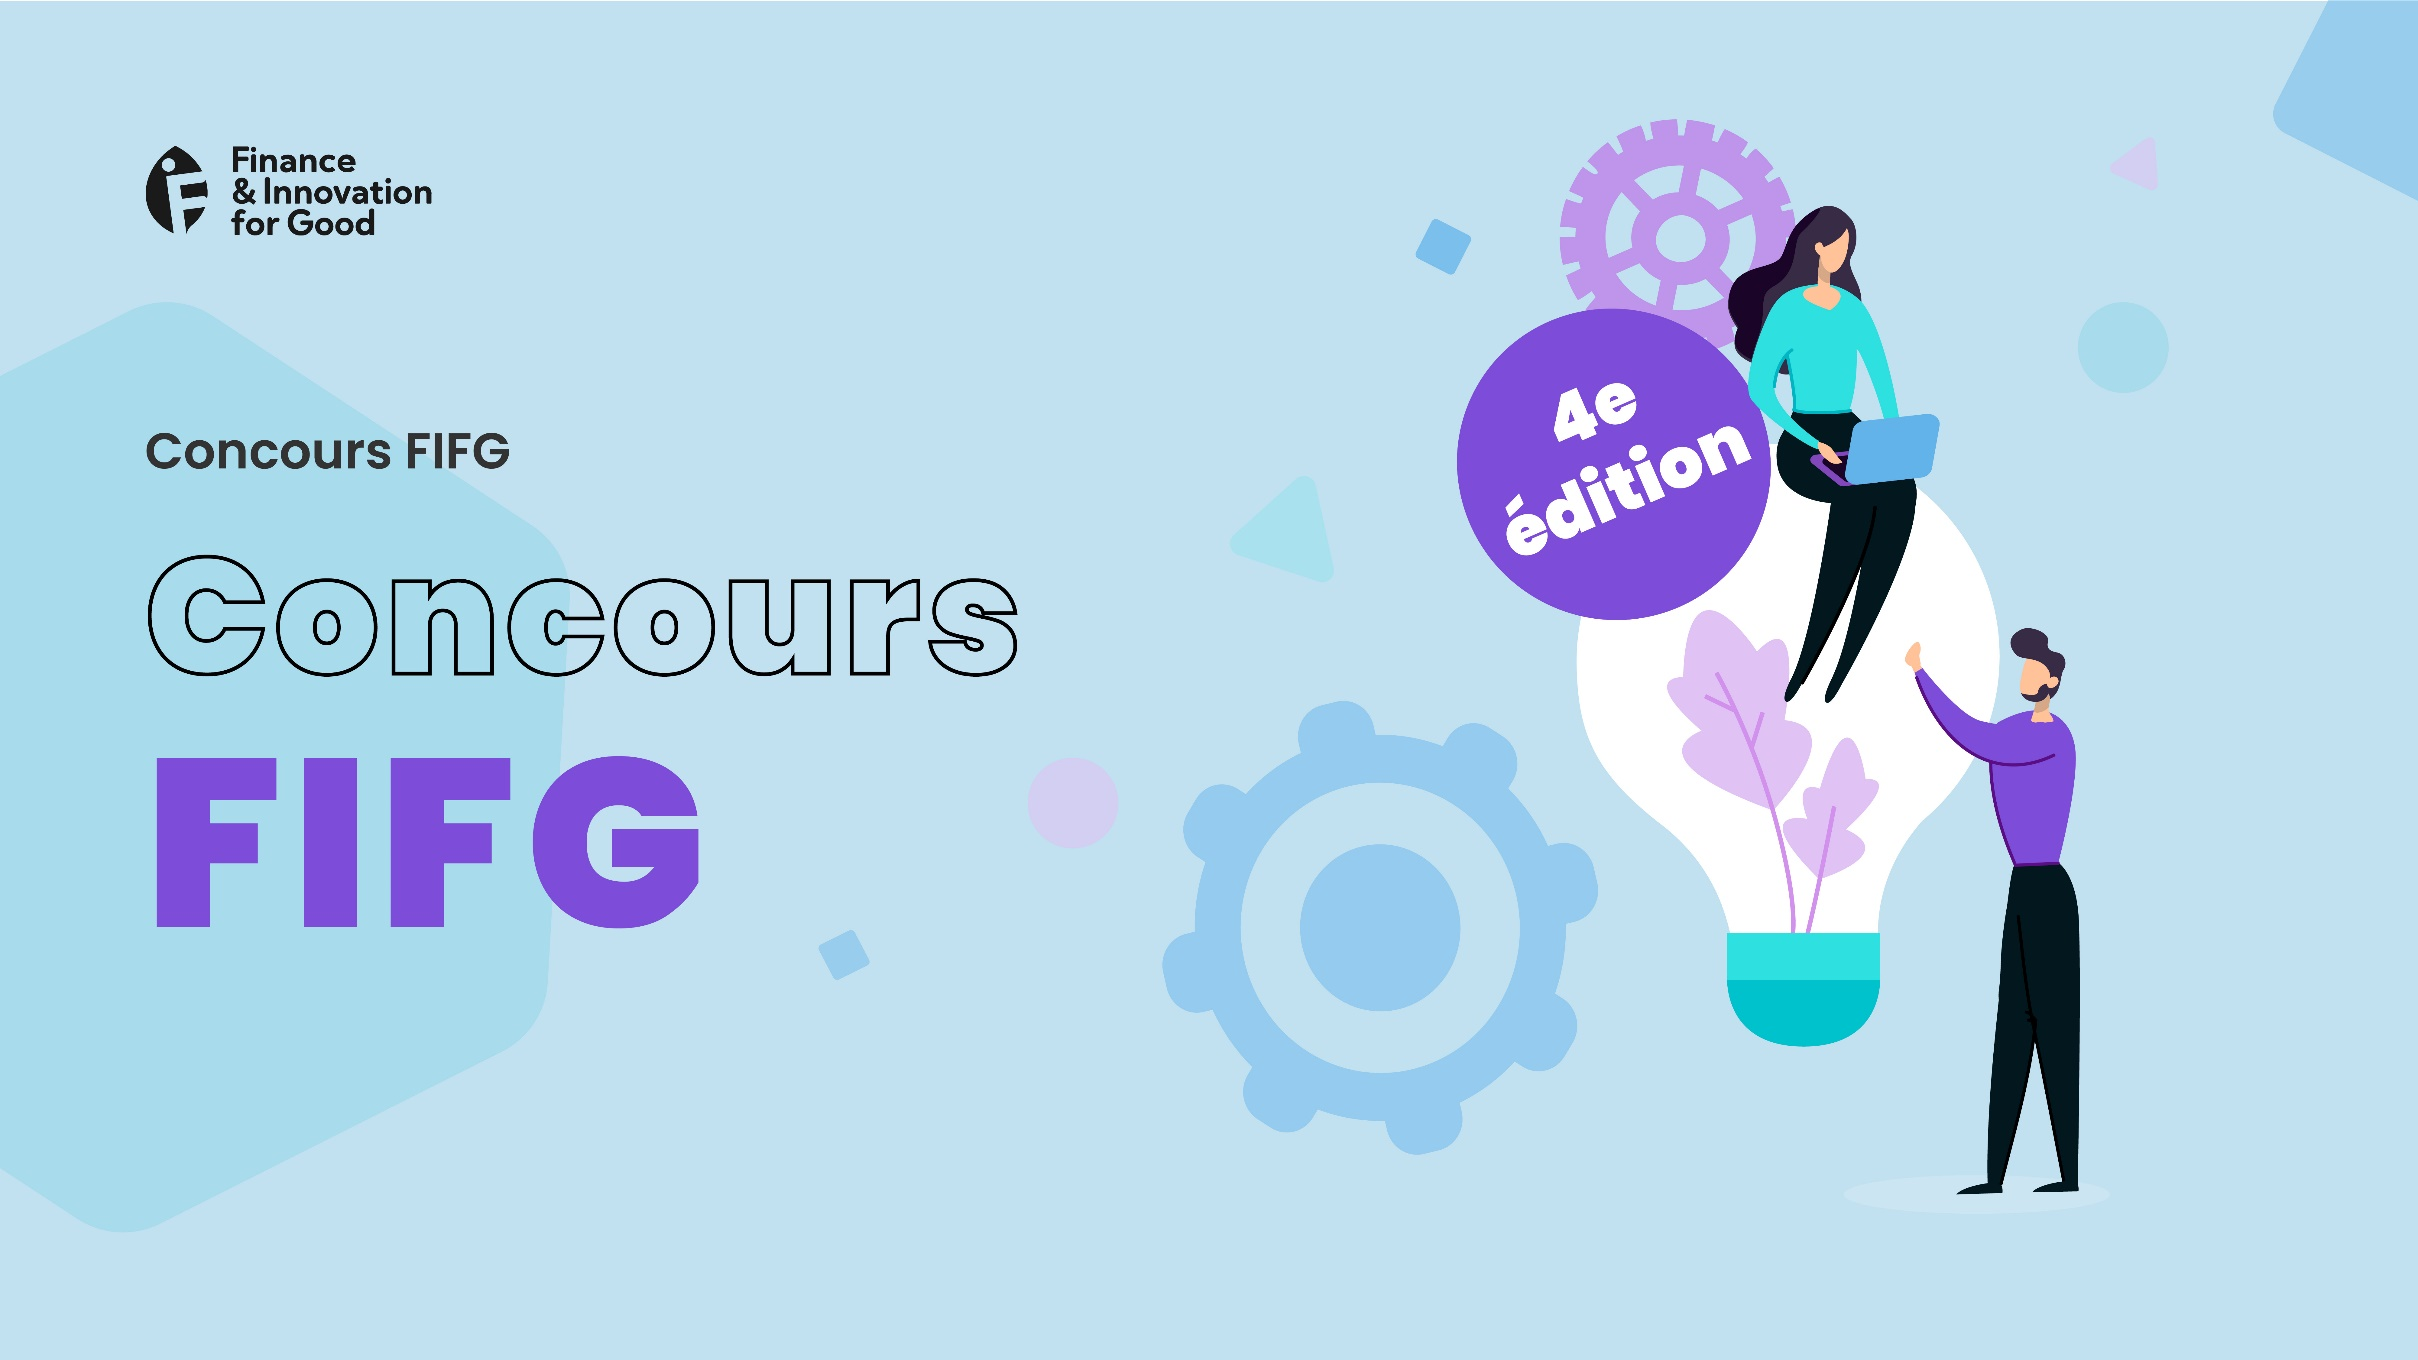 Finance
& Innovation
for Good
Concours FIFG
Concours
FIFG
4e
édition